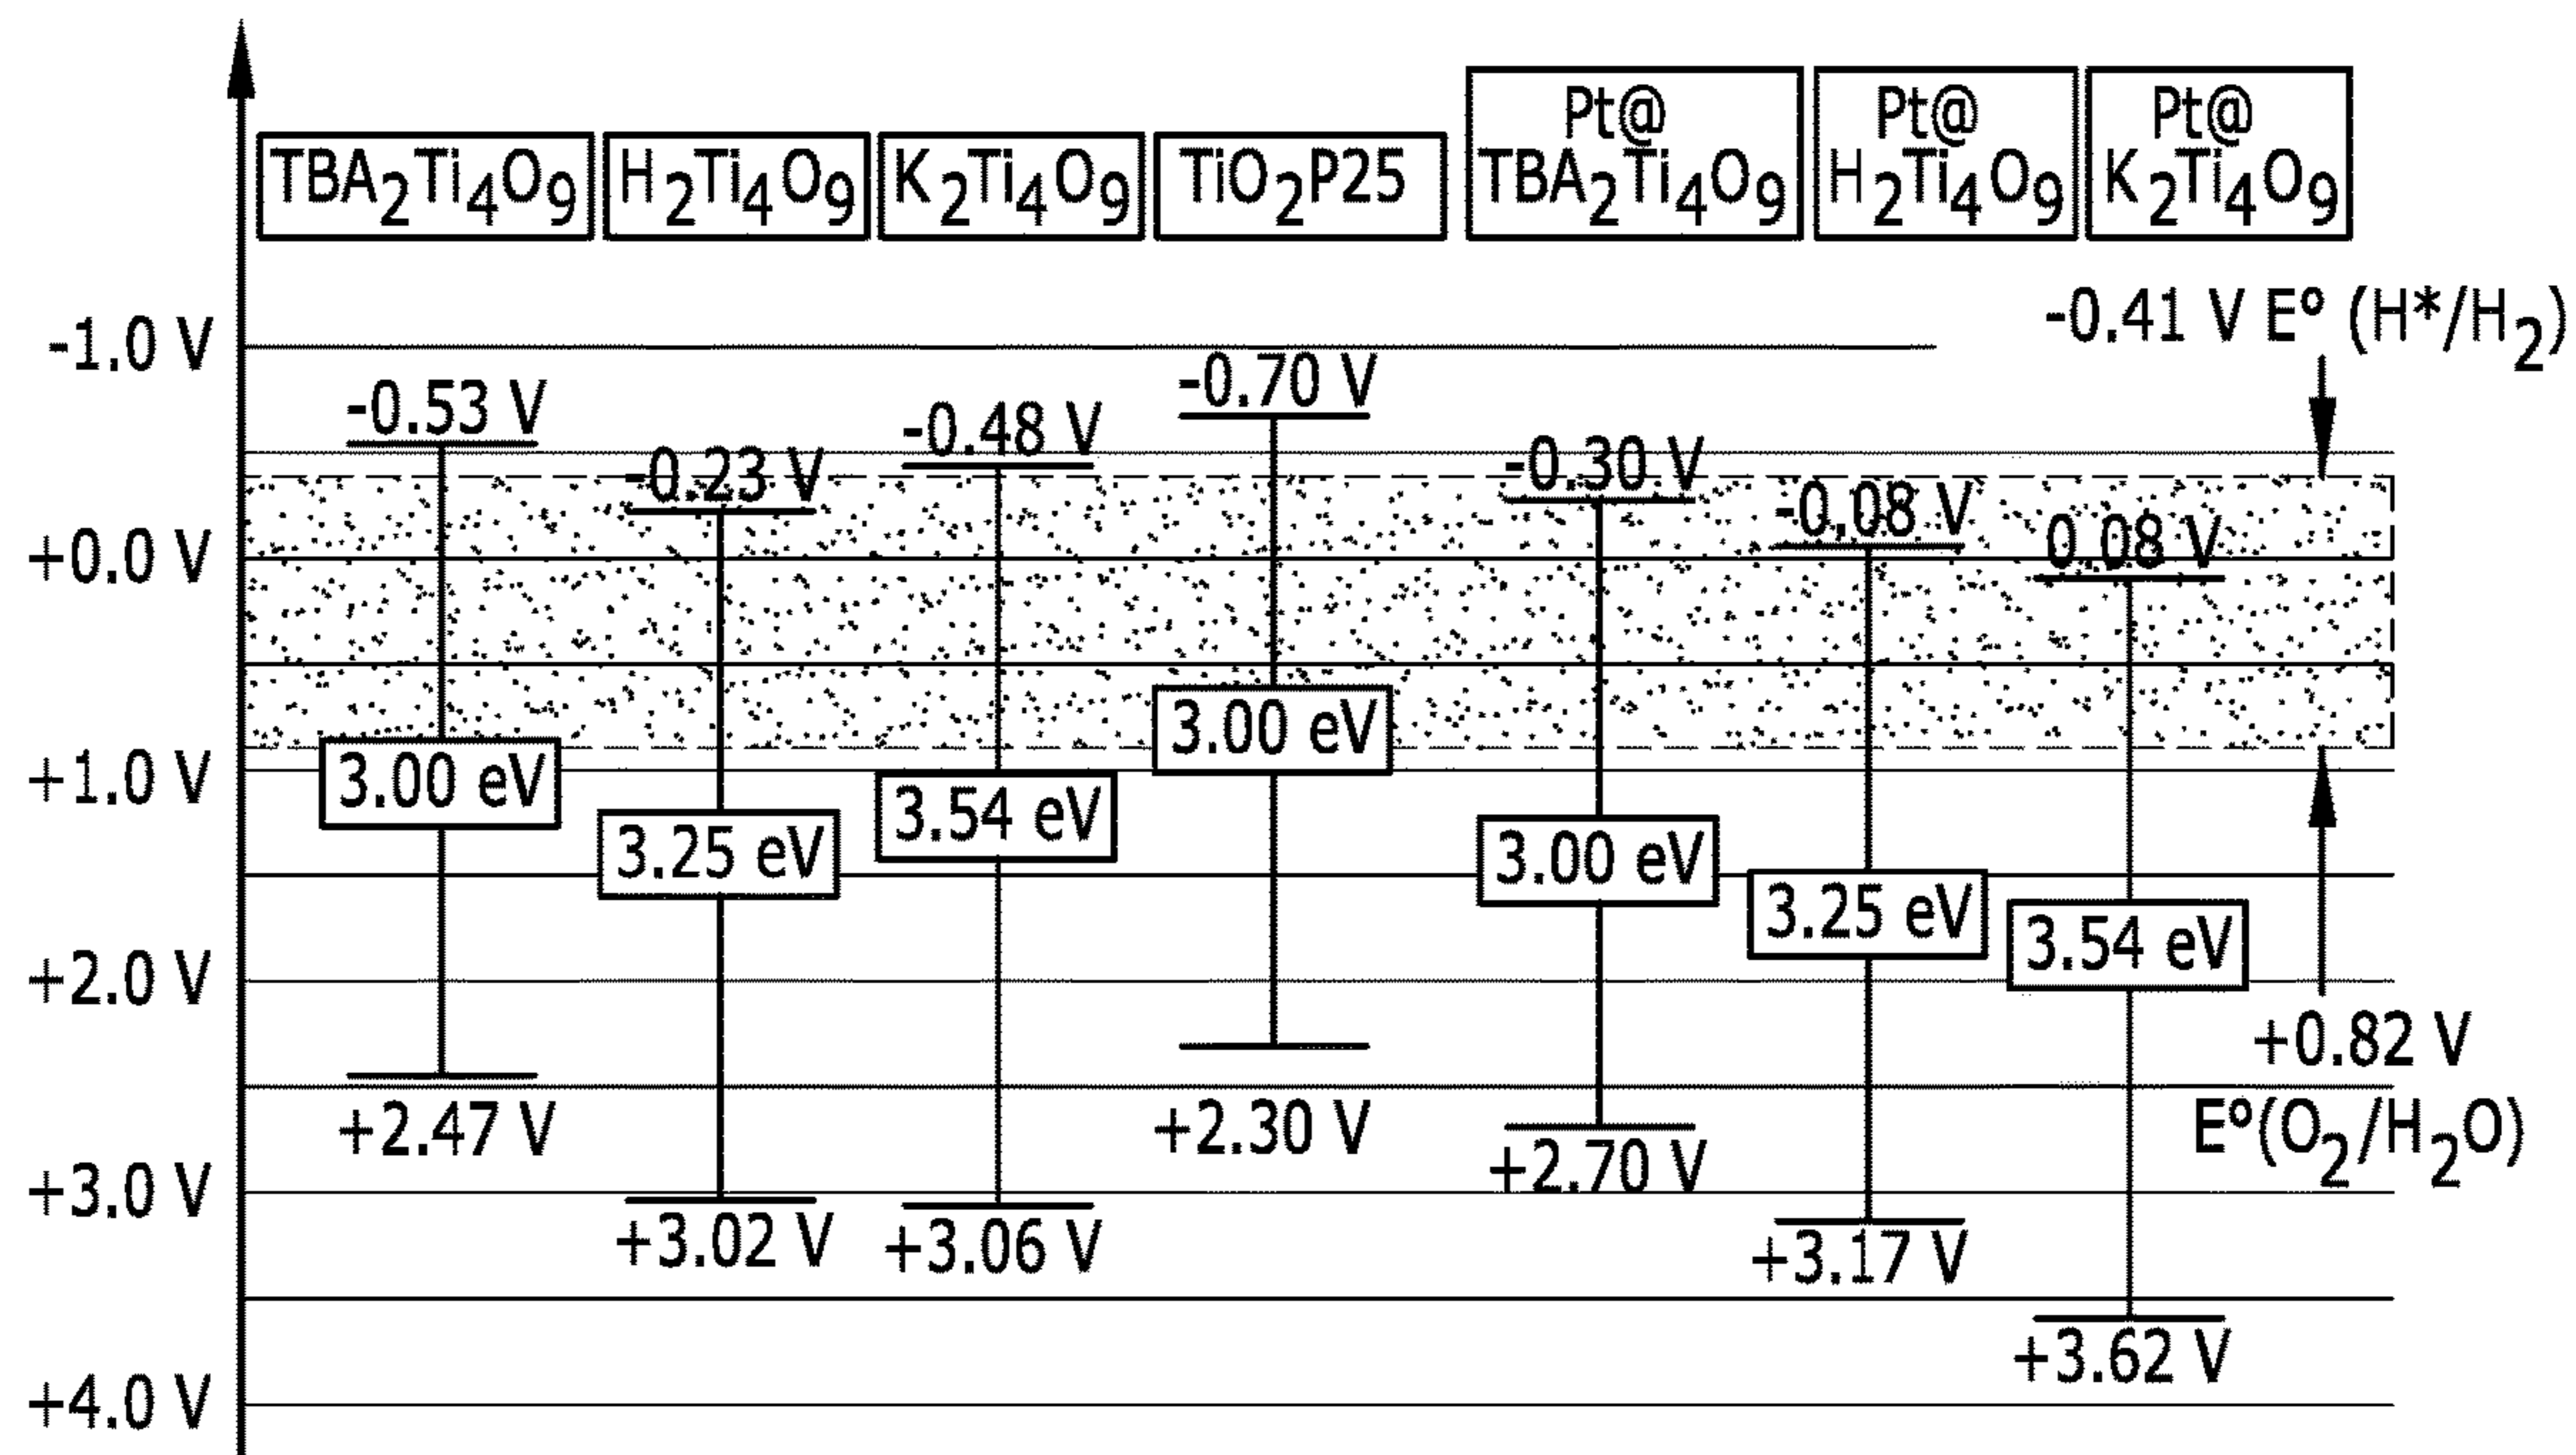 TBA2Ti4O9
H2Ti4O9
K2Ti4O9
TiO2P25
Pt@
TBA2Ti4O9
Pt@
H2Ti4O9
Pt@
K2Ti4O9
-0.41 V Eº (H*/H2)
-1.0 V
+0.0 V
+1.0 V
+2.0 V
+3.0 V
+4.0 V
-0.53 V
-0.23 V
-0.48 V
-0.70 V
-0.30 V
-0.08 V
0.08 V
3.00 eV
3.25 eV
3.54 eV
3.00 eV
3.00 eV
3.25 eV
3.54 eV
+2.47 V
+3.02 V
+3.06 V
+2.30 V
+2.70 V
+3.17 V
+3.62 V
+0.82 V
Eº(O2/H2O)